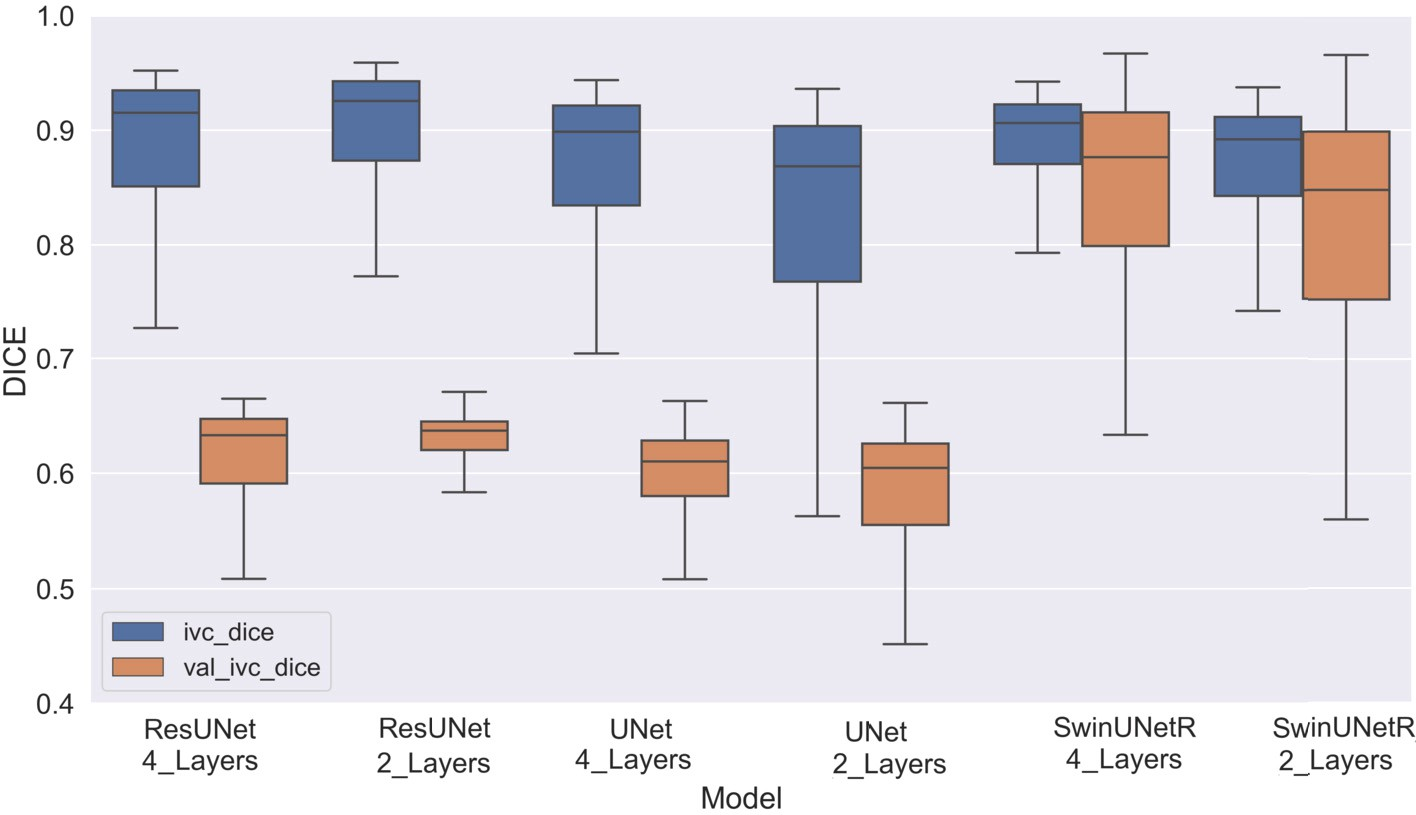 1.0
0.9
0.8
0.7
0.6
0.5
0.4
DICE
ivc_dice
val_ivc_dice
ResUNet
4_Layers
ResUNet
2_Layers
UNet
4_Layers
UNet
2_Layers
SwinUNetR
4_Layers
SwinUNetR
2_Layers
Model